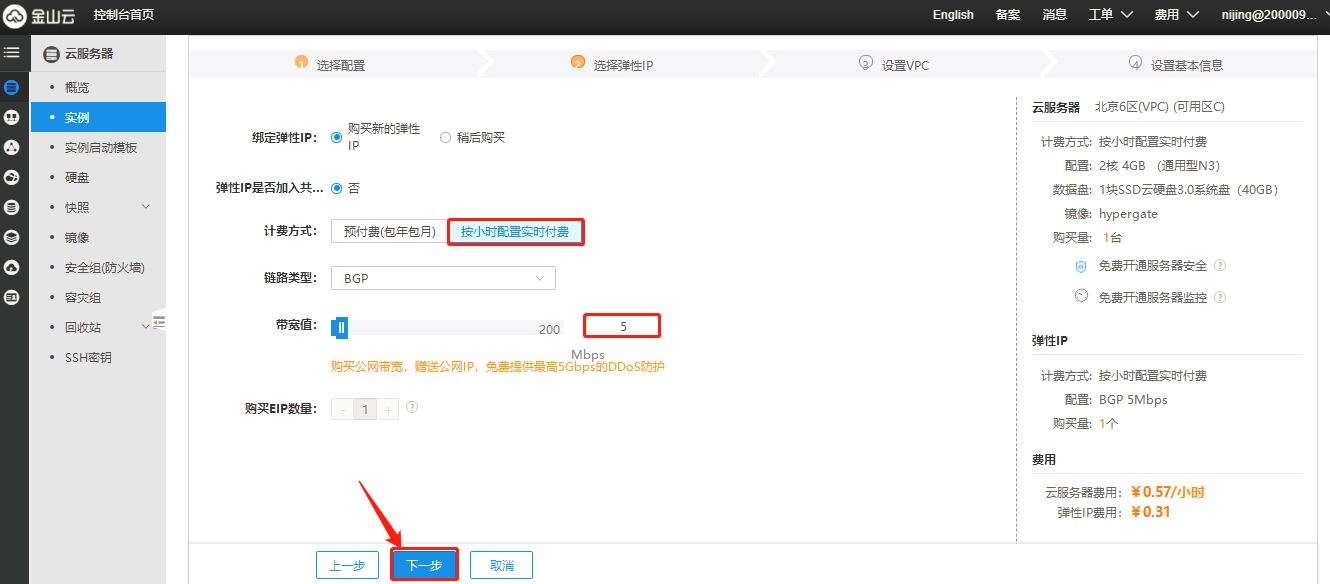 金山云
控制台首页
English
备案
消息
工单
费用
nijing@200009...
云服务器
概览
实例
实例启动模板
硬盘
快照
镜像
安全组(防火墙)
容灾组
回收站
SSH密钥
1 选择配置
2 选择弹性IP
3 设置VPC
4 设置基本信息
绑定弹性IP:
购买新的弹性
IP
稍后购买
弹性IP是否加入共...
否
计费方式:
预付费(包年包月)
按小时配置实时付费
链路类型:
BGP
带宽值:
200
5
Mbps
购买公网带宽，赠送公网IP，免费提供最高5Gbps的DDoS防护
购买EIP数量:
- 1 + ?
上一步
下一步
取消
云服务器 北京6区(VPC) (可用区C)
计费方式: 按小时配置实时付费
配置: 2核 4GB （通用型N3）
数据盘: 1块SSD云硬盘3.0系统盘（40GB）
镜像: hypergate
购买量: 1台
免费开通服务器安全 ?
免费开通服务器监控 ?
弹性IP
计费方式: 按小时配置实时付费
配置: BGP 5Mbps
购买量: 1个
费用
云服务器费用: ￥0.57/小时
弹性IP费用: ￥0.31